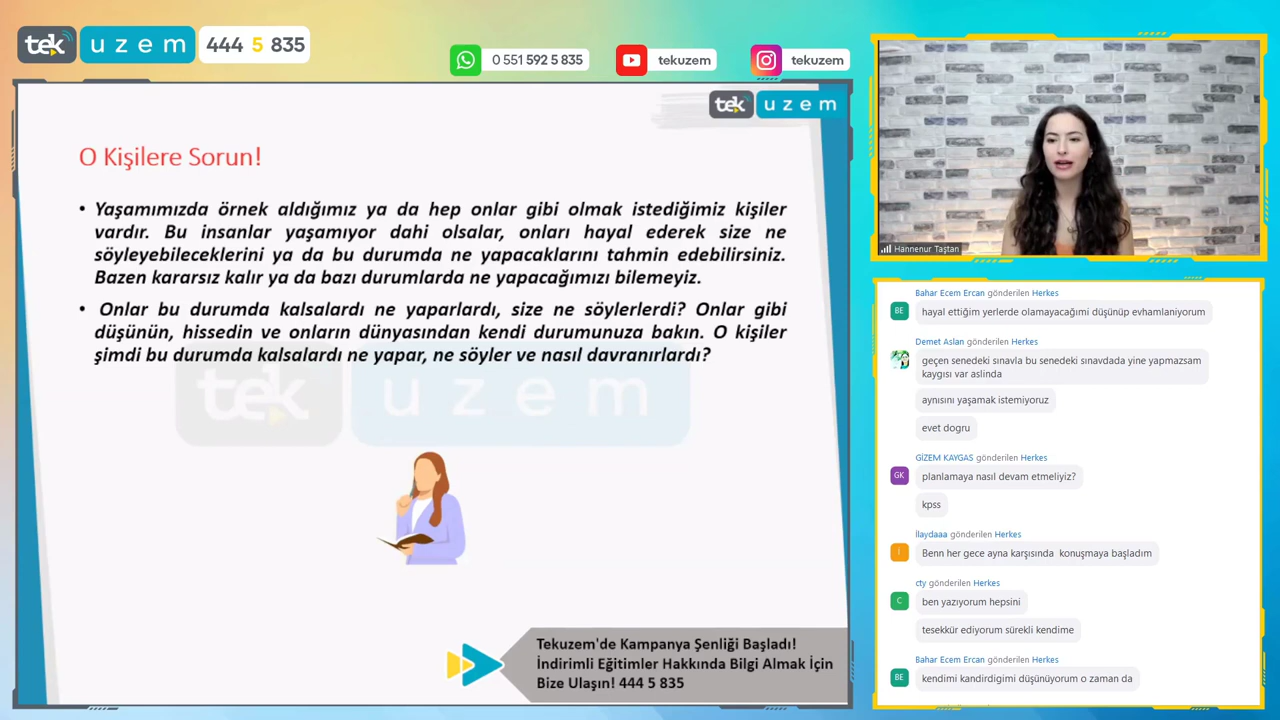 tek uzem 444 5 835
0 551 592 5 835
tekuzem
tekuzem
tek uzem
O Kişilere Sorun!
• Yaşamımızda örnek aldığımız ya da hep onlar gibi olmak istediğimiz kişiler
vardır. Bu insanlar yaşamıyor dahi olsalar, onları hayal ederek size ne
söyleyebileceklerini ya da bu durumda ne yapacaklarını tahmin edebilirsiniz.
Bazen kararsız kalır ya da bazı durumlarda ne yapacağımızı bilemeyiz.
• Onlar bu durumda kalsalardı ne yaparlardı, size ne söylerlerdi? Onlar gibi
düşünün, hissedin ve onların dünyasından kendi durumunuza bakın. O kişiler
şimdi bu durumda kalsalardı ne yapar, ne söyler ve nasıl davranırlardı?
tek uzem
Tekuzem'de Kampanya Şenliği Başladı!
İndirimli Eğitimler Hakkında Bilgi Almak İçin
Bize Ulaşın! 444 5 835
Hannenur Taştan
Bahar Ecem Ercan gönderilen Herkes
BE
hayal ettiğim yerlerde olamayacağımi düşünüp evhamlanıyorum
Demet Aslan gönderilen Herkes
geçen senedeki sınavla bu senedeki sınavdada yine yapmazsam
kaygısı var aslinda
aynısını yaşamak istemiyoruz
evet dogru
GİZEM KAYGAS gönderilen Herkes
GK
planlamaya nasıl devam etmeliyiz?
kpss
İlaydaaa gönderilen Herkes
İ
Benn her gece ayna karşısında konuşmaya başladım
cty gönderilen Herkes
C
ben yazıyorum hepsini
tesekkür ediyorum sürekli kendime
Bahar Ecem Ercan gönderilen Herkes
BE
kendimi kandirdigimi düşünüyorum o zaman da